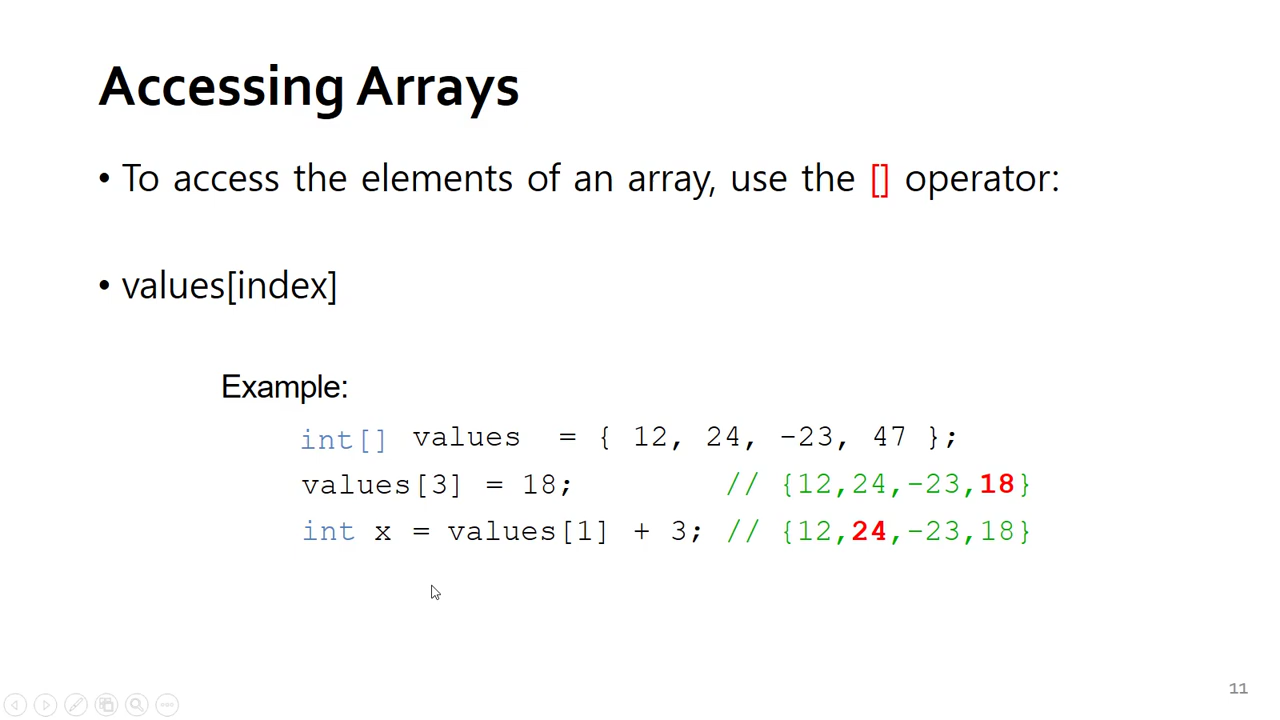 Accessing Arrays
• To access the elements of an array, use the [] operator:
• values[index]
Example:
int[] values = { 12, 24, -23, 47 };
values[3] = 18; // {12,24,-23,18}
int x = values[1] + 3; // {12,24,-23,18}
11